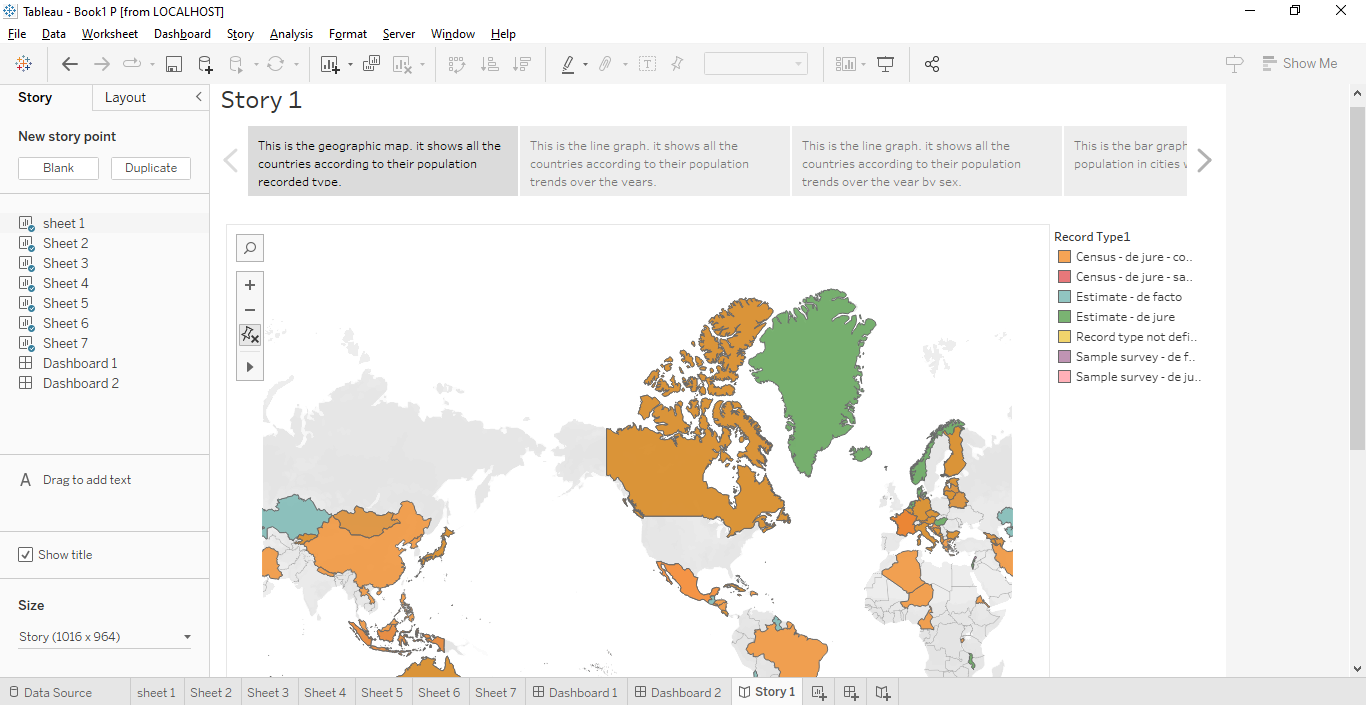 Tableau - Book1 P [from LOCALHOST]
File Data Worksheet Dashboard Story Analysis Format Server Window Help
Show Me
Story Layout
New story point
Blank Duplicate
sheet 1
Sheet 2
Sheet 3
Sheet 4
Sheet 5
Sheet 6
Sheet 7
Dashboard 1
Dashboard 2
A Drag to add text
Show title
Size
Story (1016 x 964)
Story 1
This is the geographic map. it shows all the
countries according to their population
recorded type.
This is the line graph. it shows all the
countries according to their population
trends over the years.
This is the line graph. it shows all the
countries according to their population
trends over the year by sex.
This is the bar graph
population in cities
Record Type1
Census - de jure - co..
Census - de jure - sa..
Estimate - de facto
Estimate - de jure
Record type not defi..
Sample survey - de f..
Sample survey - de ju..
Data Source sheet 1 Sheet 2 Sheet 3 Sheet 4 Sheet 5 Sheet 6 Sheet 7 Dashboard 1 Dashboard 2 Story 1